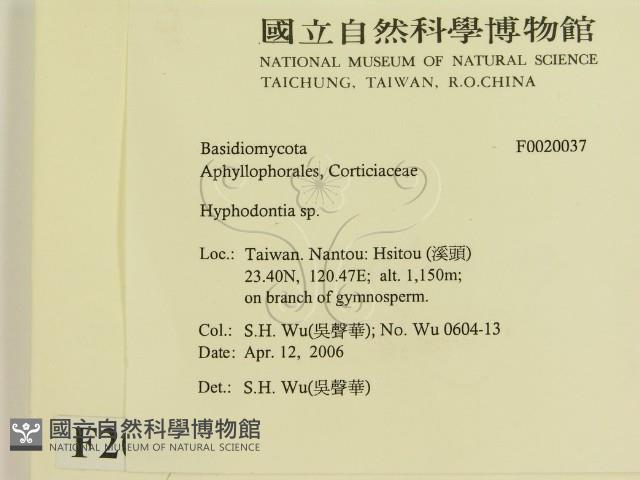 國立自然科學博物館
NATIONAL MUSEUM OF NATURAL SCIENCE
TAICHUNG, TAIWAN, R.O.CHINA
Basidiomycota F0020037
Aphyllophorales, Corticiaceae
Hyphodontia sp.
Loc.: Taiwan. Nantou: Hsitou (溪頭)
23.40N, 120.47E; alt. 1,150m;
on branch of gymnosperm.
Col.: S.H. Wu(吳聲華); No. Wu 0604-13
Date: Apr. 12, 2006
Det.: S.H. Wu(吳聲華)
國立自然科學博物館
NATIONAL MUSEUM OF NATURAL SCIENCE